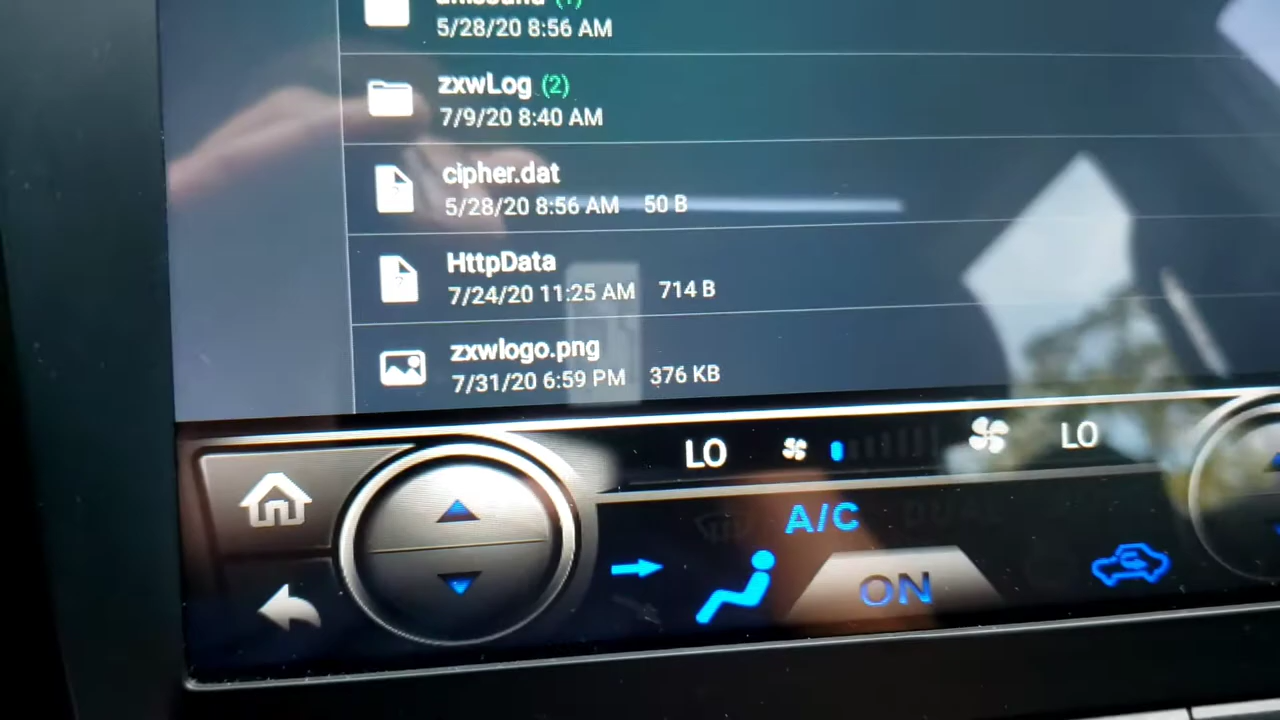 5/28/20 8:56 AM
zxwLog (2)
7/9/20 8:40 AM
cipher.dat
5/28/20 8:56 AM 50 B
HttpData
7/24/20 11:25 AM 714 B
zxwlogo.png
7/31/20 6:59 PM 376 KB
LO LO
A/C DUAL
ON